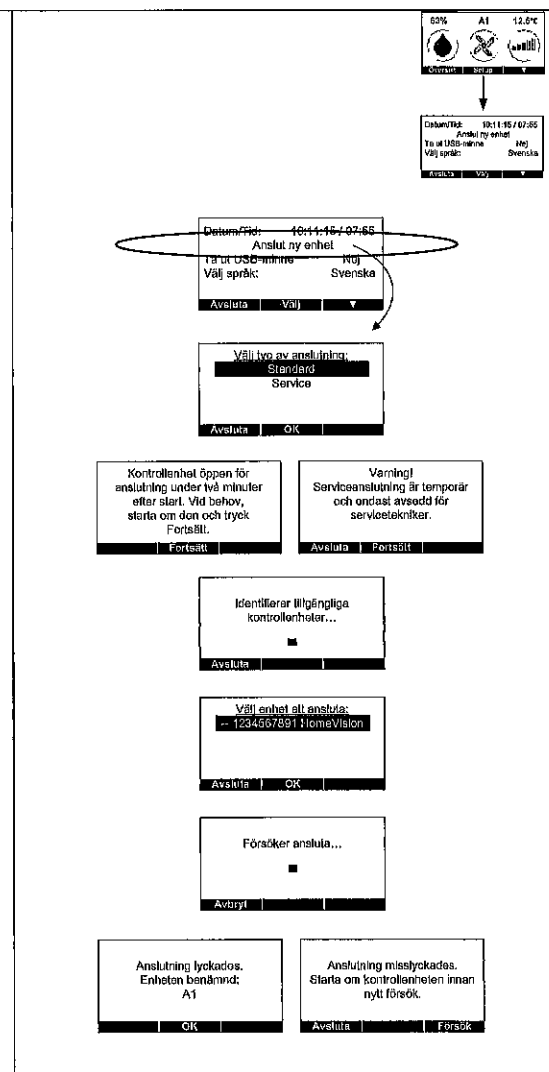 63% A1 12.5°C
Översikt Setup ▼
Datum/Tid: 10:11:15 / 07:55
Anslut ny enhet
Ta ut USB-minne Nej
Välj språk: Svenska
Avsluta Välj ▼
Datum/Tid: 10:11:15 / 07:55
Anslut ny enhet
Ta ut USB-minne Nej
Välj språk: Svenska
Avsluta Välj ▼
Välj typ av anslutning:
Standard
Service
Avsluta OK
Kontrollenhet öppen för
anslutning under två minuter
efter start. Vid behov,
starta om den och tryck
Fortsätt.
Fortsätt
Varning!
Serviceanslutning är temporär
och endast avsedd för
servicetekniker.
Avsluta Fortsätt
Identifierar tillgängliga
kontrollenheter...
Avsluta
Välj enhet att ansluta:
-- 1234567891 HomeVision
Avsluta OK
Försöker ansluta...
Avbryt
Anslutning lyckades.
Enheten benämnd:
A1
OK
Anslutning misslyckades.
Starta om kontrollenheten innan
nytt försök.
Avsluta Försök